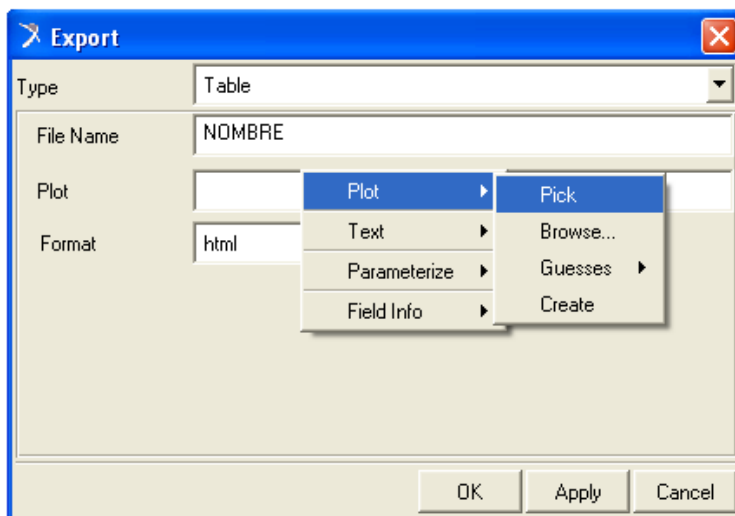 Export
Type Table
File Name NOMBRE
Plot Plot Pick
Text Browse...
Format html Parameterize Guesses
Field Info Create
OK Apply Cancel